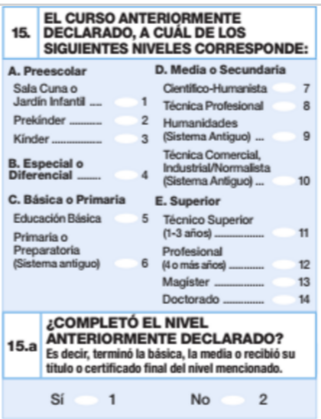 15. EL CURSO ANTERIORMENTE
DECLARADO, A CUÁL DE LOS
SIGUIENTES NIVELES CORRESPONDE:
A. Preescolar
Sala Cuna o
Jardín Infantil .... 1
Prekínder .......... 2
Kínder ............... 3
B. Especial o
Diferencial ....... 4
C. Básica o Primaria
Educación Básica 5
Primaria o
Preparatoria
(Sistema antiguo) 6
D. Media o Secundaria
Científico-Humanista 7
Técnica Profesional 8
Humanidades
(Sistema Antiguo) ... 9
Técnica Comercial,
Industrial/Normalista
(Sistema Antiguo) ... 10
E. Superior
Técnico Superior
(1-3 años) ............... 11
Profesional
(4 o más años) .......... 12
Magíster ............... 13
Doctorado ............ 14
15.a ¿COMPLETÓ EL NIVEL
ANTERIORMENTE DECLARADO?
Es decir, terminó la básica, la media o recibió su
título o certificado final del nivel mencionado.
Sí 1 No 2